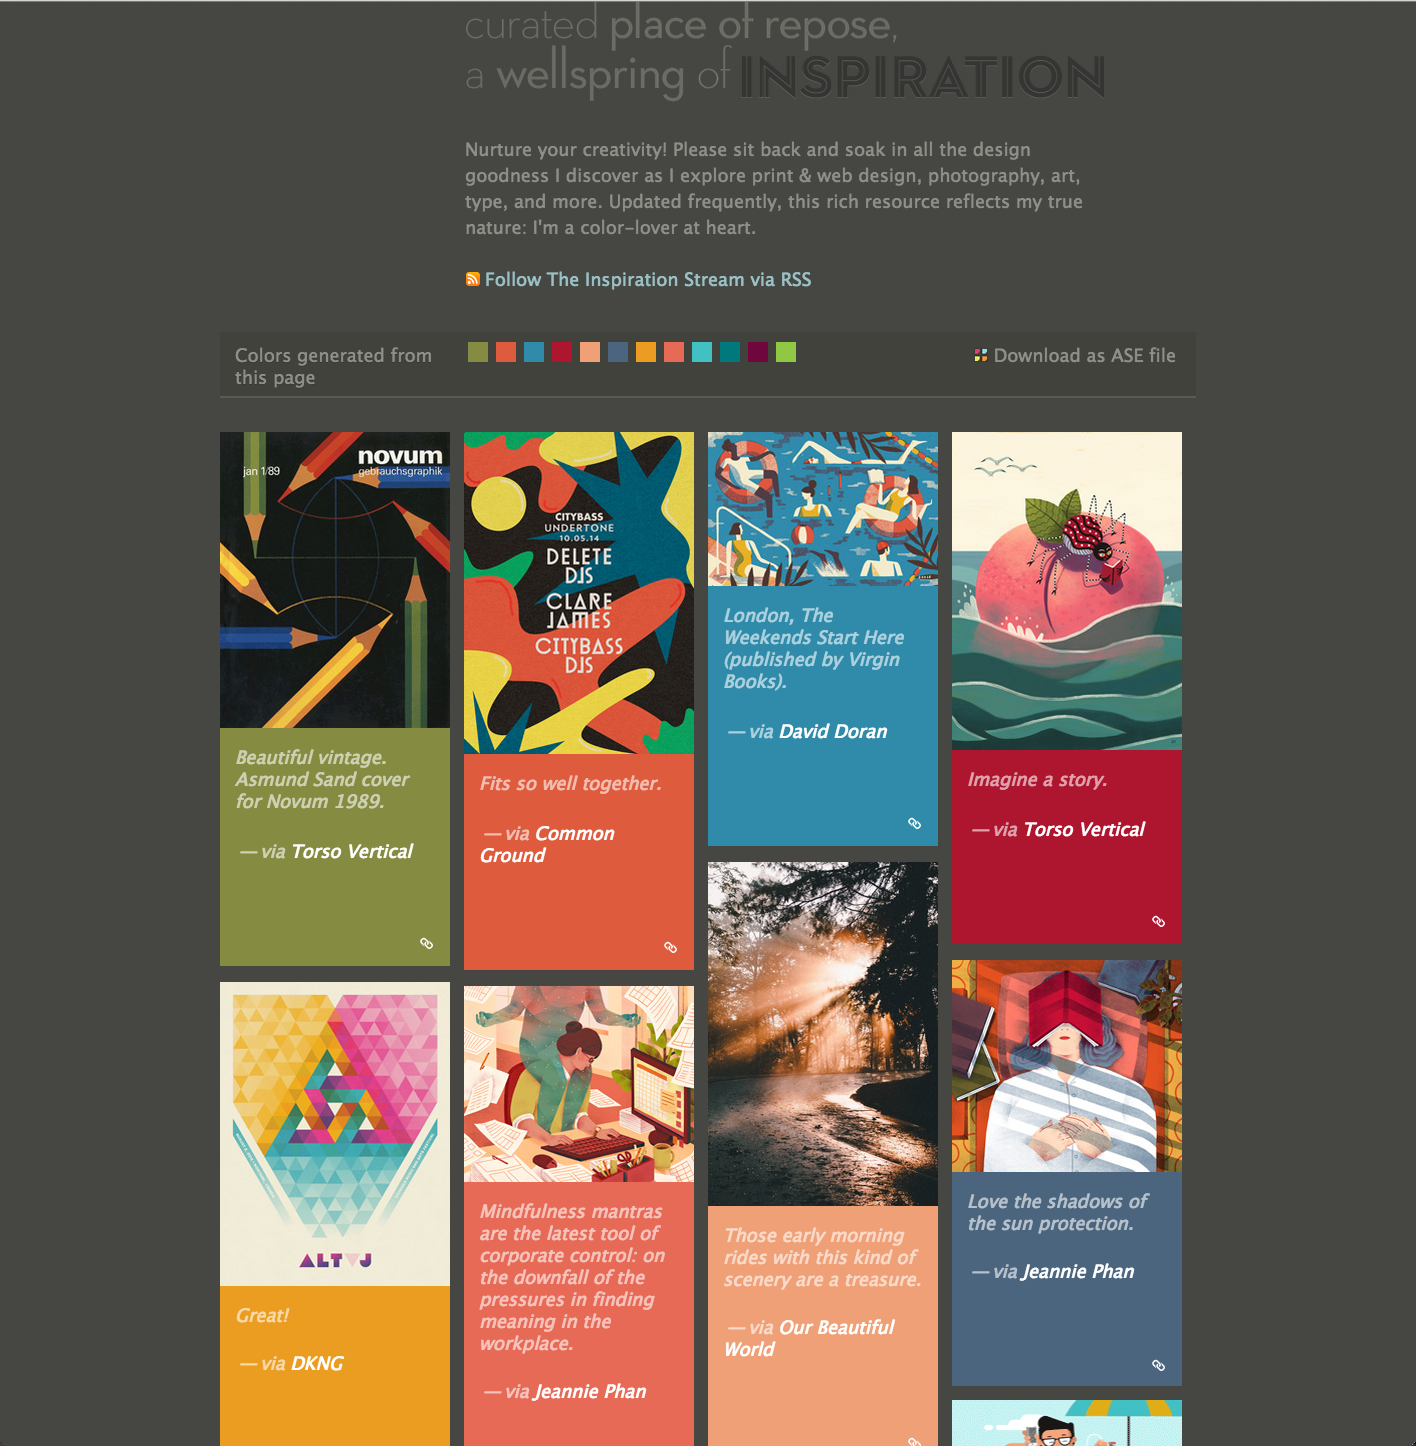 curated place of repose,
a wellspring of INSPIRATION
Nurture your creativity! Please sit back and soak in all the design
goodness I discover as I explore print & web design, photography, art,
type, and more. Updated frequently, this rich resource reflects my true
nature: I'm a color-lover at heart.
Follow The Inspiration Stream via RSS
Colors generated from
this page
Download as ASE file
novum
jan 1/89
gebrauchsgraphik
Beautiful vintage.
Asmund Sand cover
for Novum 1989.
— via Torso Vertical
CITYBASS
UNDERTONE
10.05.14
DELETE
DJS
CLARE
JAMES
CITYBASS
DJS
Fits so well together.
— via Common
Ground
London, The
Weekends Start Here
(published by Virgin
Books).
— via David Doran
Imagine a story.
— via Torso Vertical
ALTVJ
Great!
— via DKNG
Mindfulness mantras
are the latest tool of
corporate control: on
the downfall of the
pressures in finding
meaning in the
workplace.
— via Jeannie Phan
Those early morning
rides with this kind of
scenery are a treasure.
— via Our Beautiful
World
Love the shadows of
the sun protection.
— via Jeannie Phan